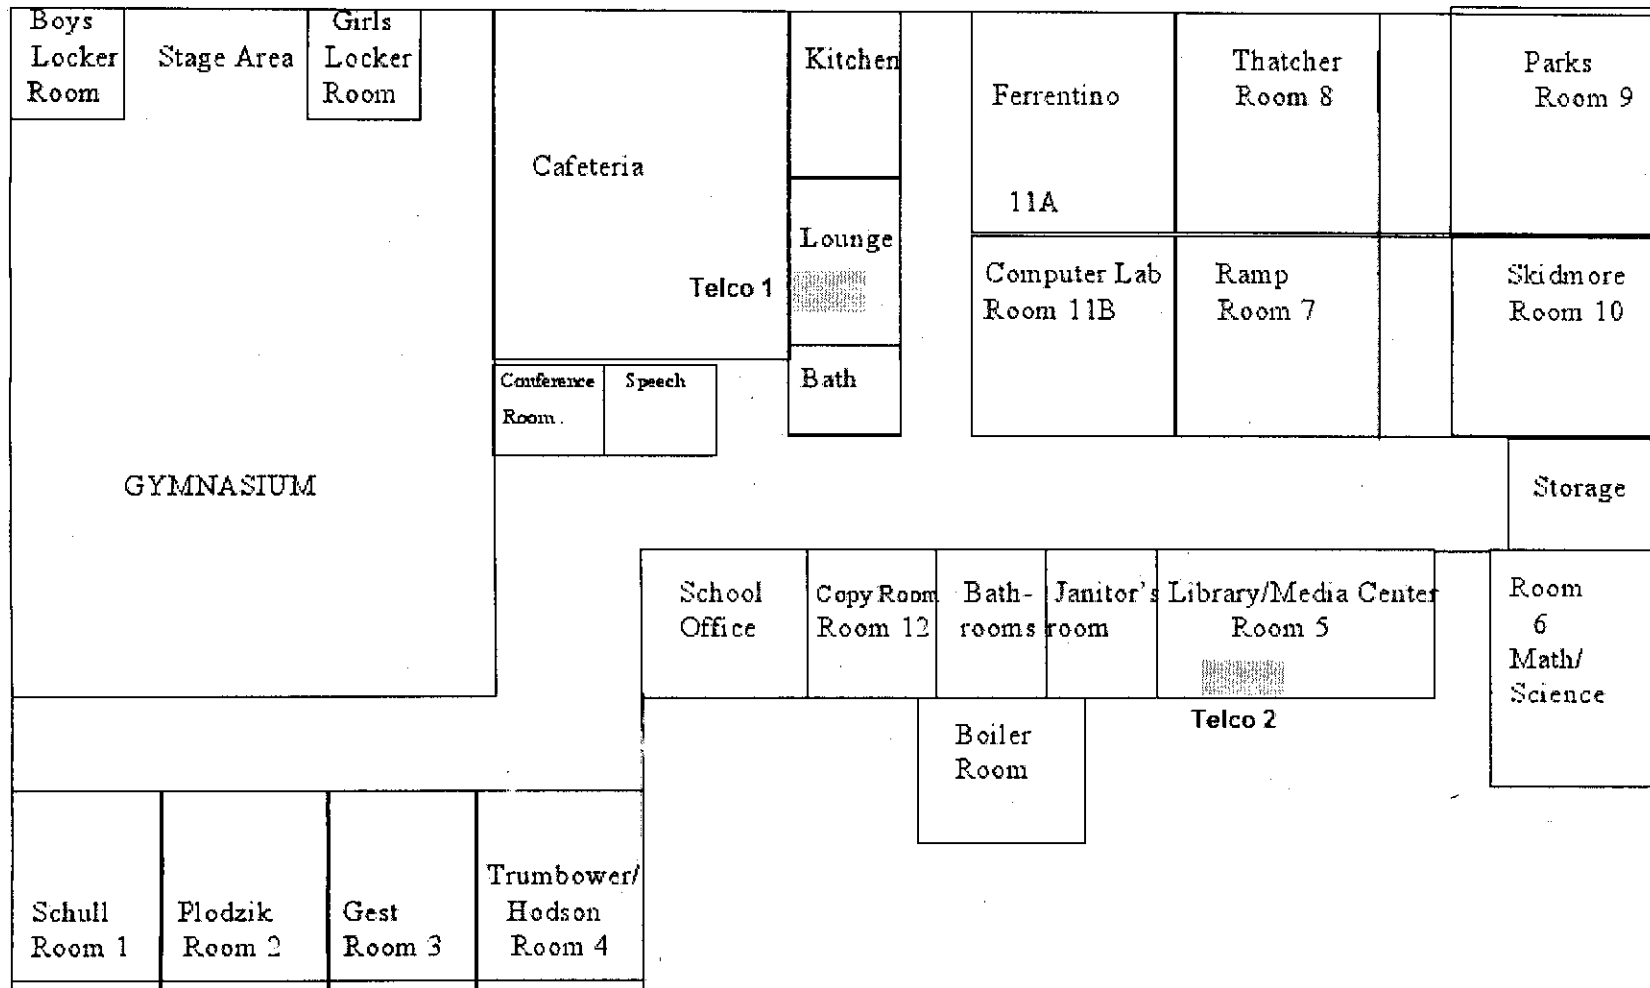 Boys
Locker
Room
Stage Area
Girls
Locker
Room
Cafeteria
Kitchen
Lounge
Telco 1
Bath
Conference
Room.
Speech
GYMNASIUM
Ferrentino
11A
Thatcher
Room 8
Parks
Room 9
Computer Lab
Room 11B
Ramp
Room 7
Skidmore
Room 10
Storage
School
Office
Copy Room
Room 12
Bath-
rooms
Janitor's
room
Library/Media Center
Room 5
Telco 2
Room
6
Math/
Science
Boiler
Room
Schull
Room 1
Plodzik
Room 2
Gest
Room 3
Trumbower/
Hodson
Room 4